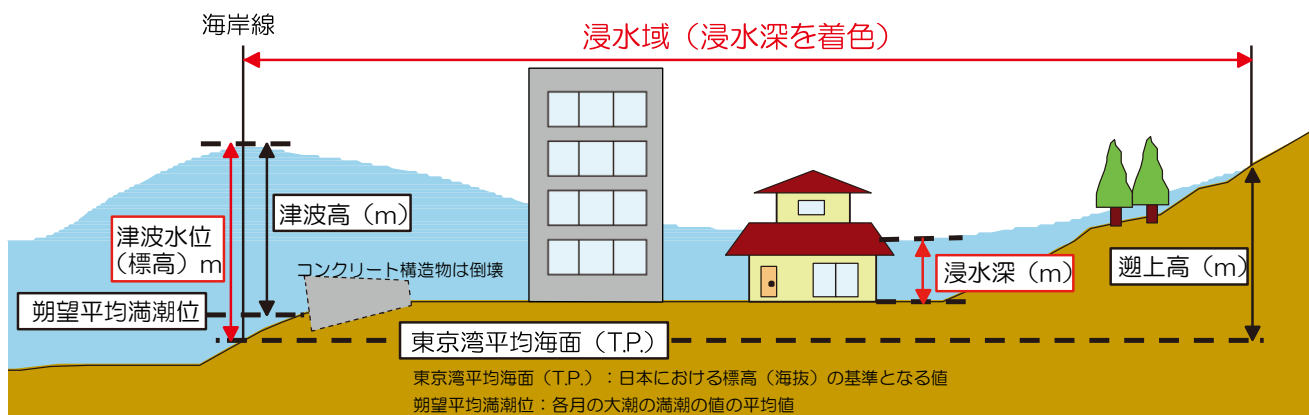 海岸線
浸水域（浸水深を着色）
津波高（m）
津波水位
（標高）m
コンクリート構造物は倒壊
浸水深（m）
遡上高（m）
朔望平均満潮位
東京湾平均海面（T.P.）
東京湾平均海面（T.P.）：日本における標高（海抜）の基準となる値
朔望平均満潮位：各月の大潮の満潮の値の平均値